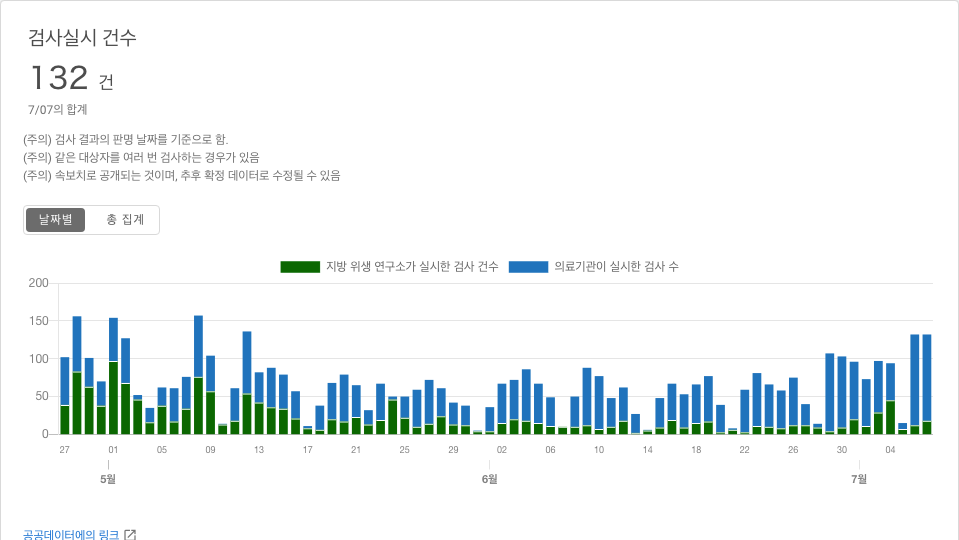 검사실시 건수
132 건
7/07의 합계
(주의) 검사 결과의 판명 날짜를 기준으로 함.
(주의) 같은 대상자를 여러 번 검사하는 경우가 있음
(주의) 속보치로 공개되는 것이며, 추후 확정 데이터로 수정될 수 있음
날짜별 총 집계
지방 위생 연구소가 실시한 검사 건수 의료기관이 실시한 검사 수
200
150
100
50
0
27 01 05 09 13 17 21 25 29 02 06 10 14 18 22 26 30 04
5월 6월 7월
공공데이터에의 링크